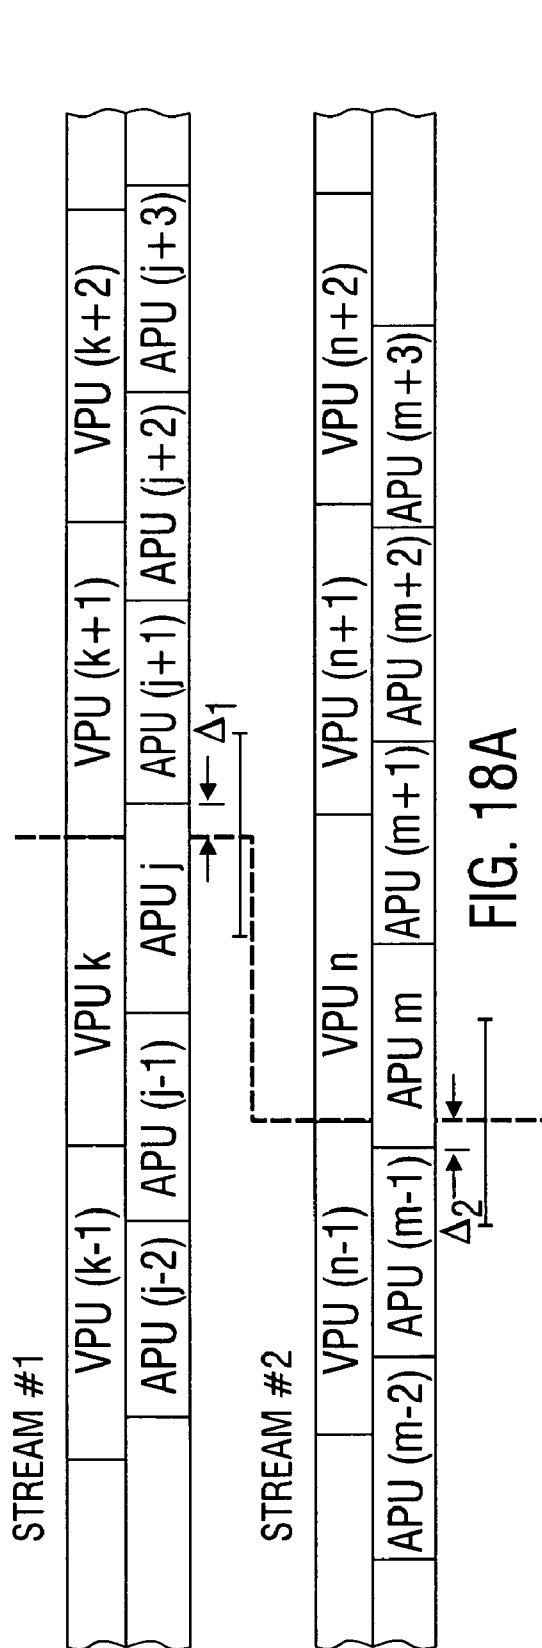 STREAM #1
VPU (k-1) VPU k VPU (k+1) VPU (k+2)
APU (j-2) APU (j-1) APU j APU (j+1) APU (j+2) APU (j+3)
Δ1
STREAM #2
VPU (n-1) VPU n VPU (n+1) VPU (n+2)
APU (m-2) APU (m-1) APU m APU (m+1) APU (m+2) APU (m+3)
Δ2
FIG. 18A